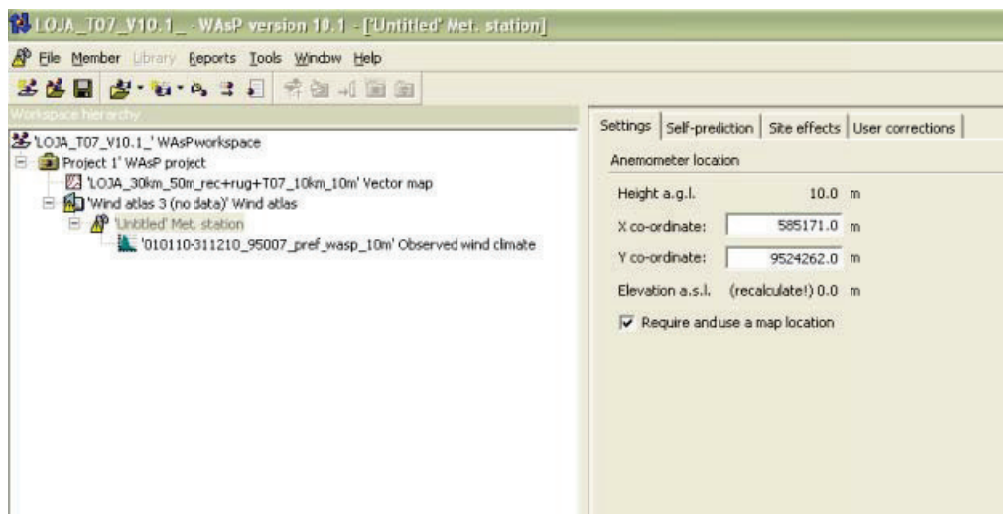 LOJA_T07_V10.1_ - WAsP version 10.1 - ['Untitled' Met. station]
File Member Library Reports Tools Window Help
Workspace hierarchy
'LOJA_T07_V10.1_' WAsPworkspace
Project 1' WAsP project
'LOJA_30km_50m_rec+rug+T07_10km_10m' Vector map
'Wind atlas 3 (no data)' Wind atlas
'Untitled' Met. station
'010110-311210_95007_pref_wasp_10m' Observed wind climate
Settings Self-prediction Site effects User corrections
Anemometer location
Height a.g.l. 10.0 m
X co-ordinate: 585171.0 m
Y co-ordinate: 9524262.0 m
Elevation a.s.l. (recalculate!) 0.0 m
Require anduse a map location